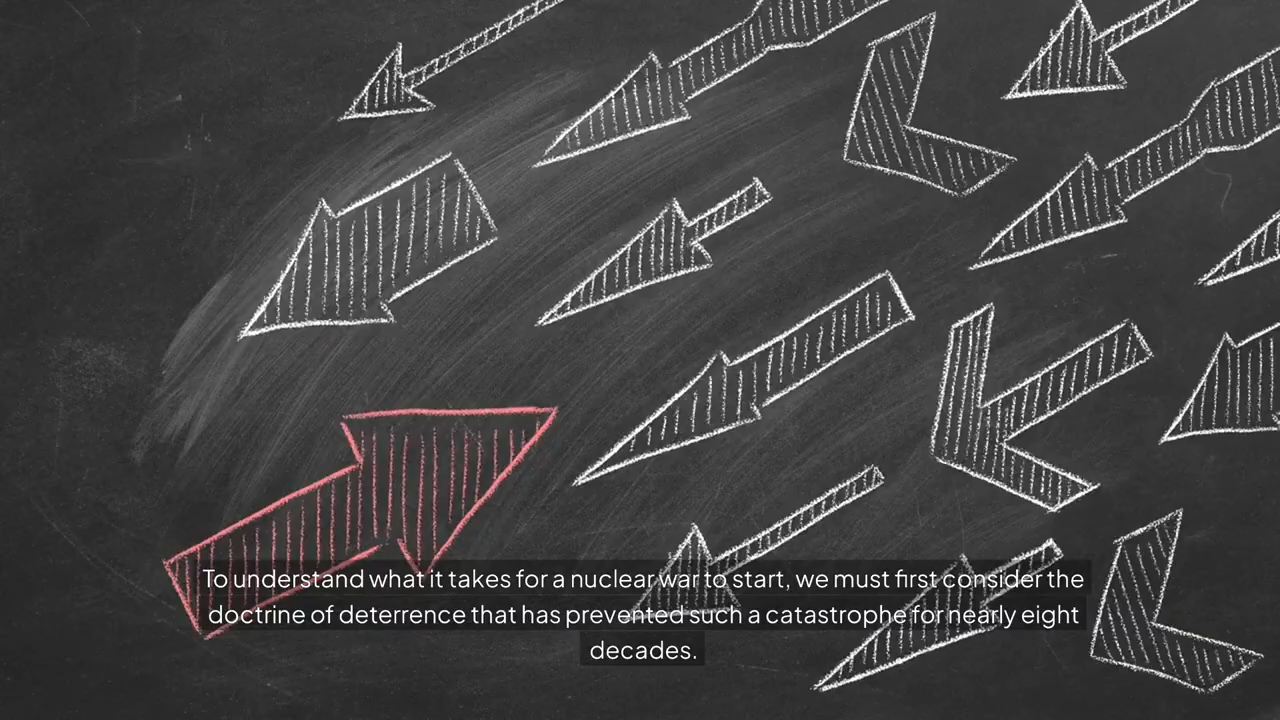 To understand what it takes for a nuclear war to start, we must first consider the
doctrine of deterrence that has prevented such a catastrophe for nearly eight
decades.